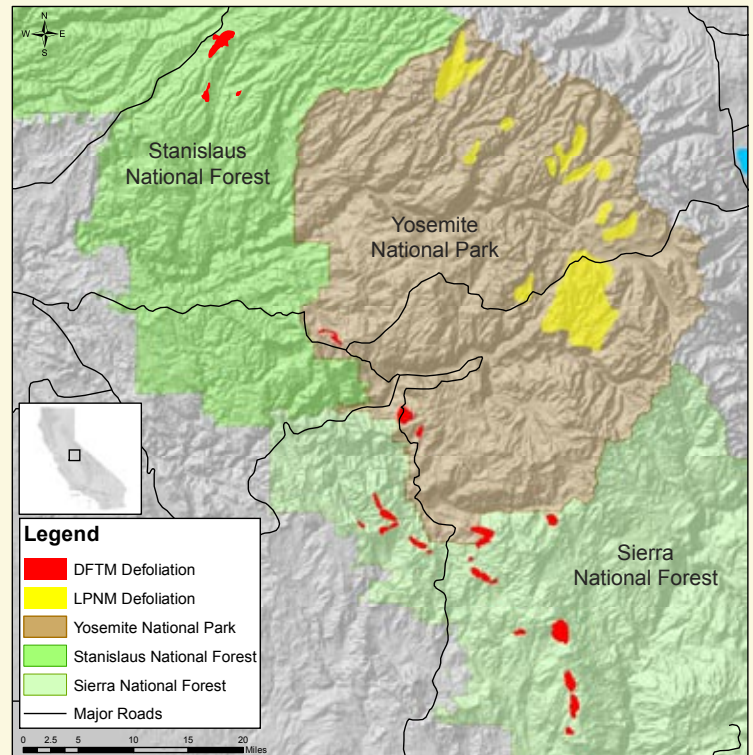 N
W E
S
Stanislaus
National Forest
Yosemite
National Park
Sierra
National Forest
Legend
DFTM Defoliation
LPNM Defoliation
Yosemite National Park
Stanislaus National Forest
Sierra National Forest
Major Roads
0 2.5 5 10 15 20
Miles